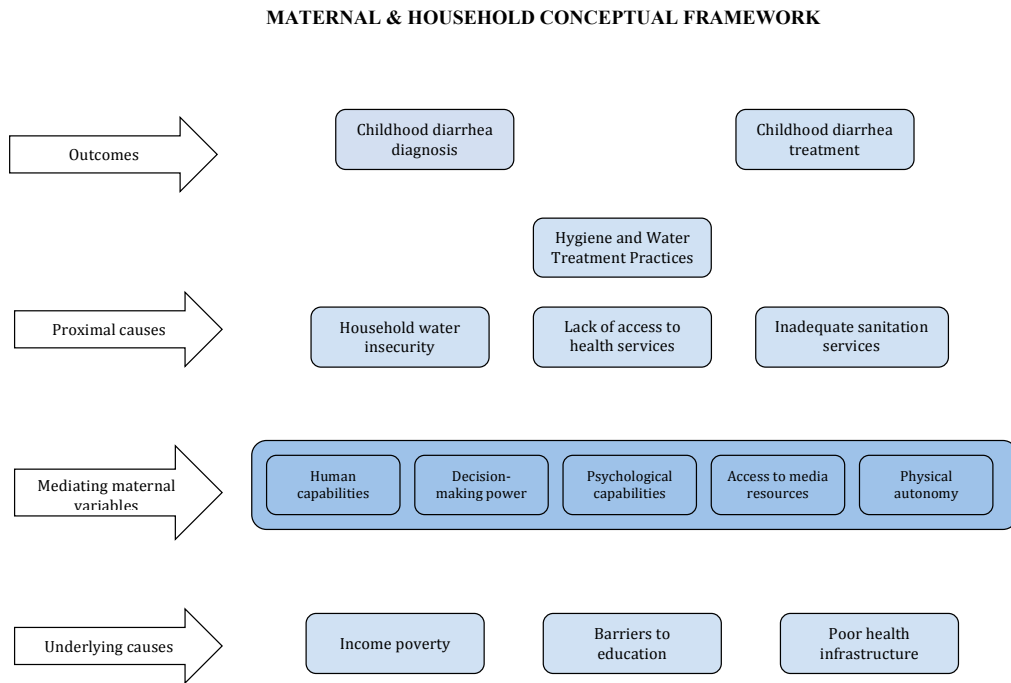 MATERNAL & HOUSEHOLD CONCEPTUAL FRAMEWORK
Outcomes
Childhood diarrhea
diagnosis
Childhood diarrhea
treatment
Hygiene and Water
Treatment Practices
Proximal causes
Household water
insecurity
Lack of access to
health services
Inadequate sanitation
services
Mediating maternal
variables
Human
capabilities
Decision-
making power
Psychological
capabilities
Access to media
resources
Physical
autonomy
Underlying causes
Income poverty
Barriers to
education
Poor health
infrastructure